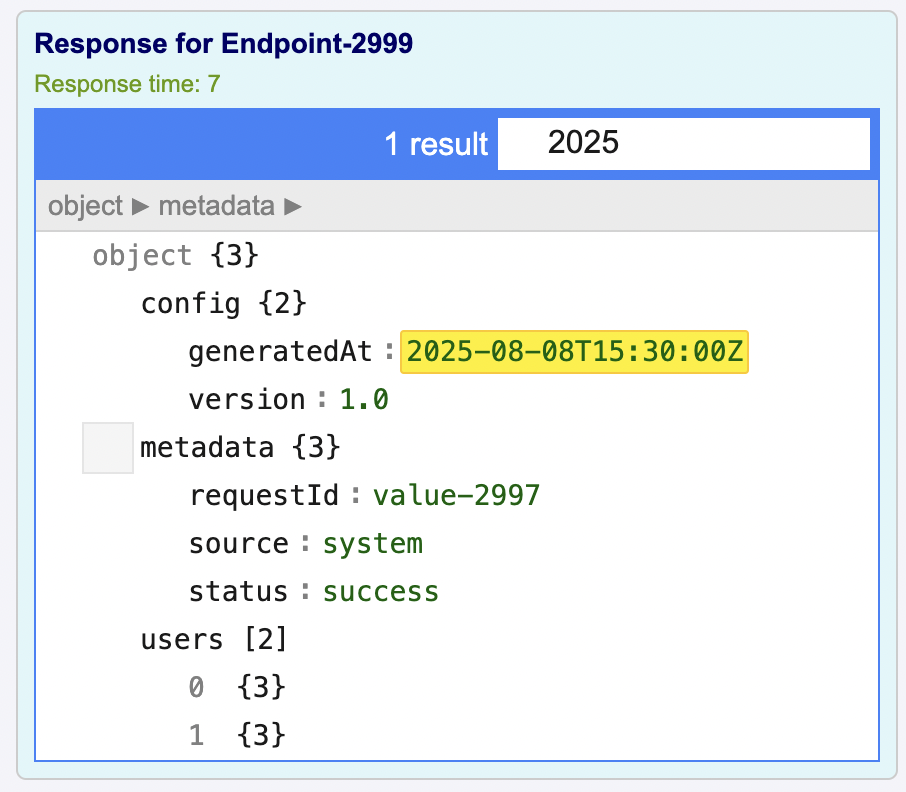 Response for Endpoint-2999
Response time: 7
1 result 2025
object ► metadata ►
object {3}
config {2}
generatedAt : 2025-08-08T15:30:00Z
version : 1.0
metadata {3}
requestId : value-2997
source : system
status : success
users [2]
0 {3}
1 {3}